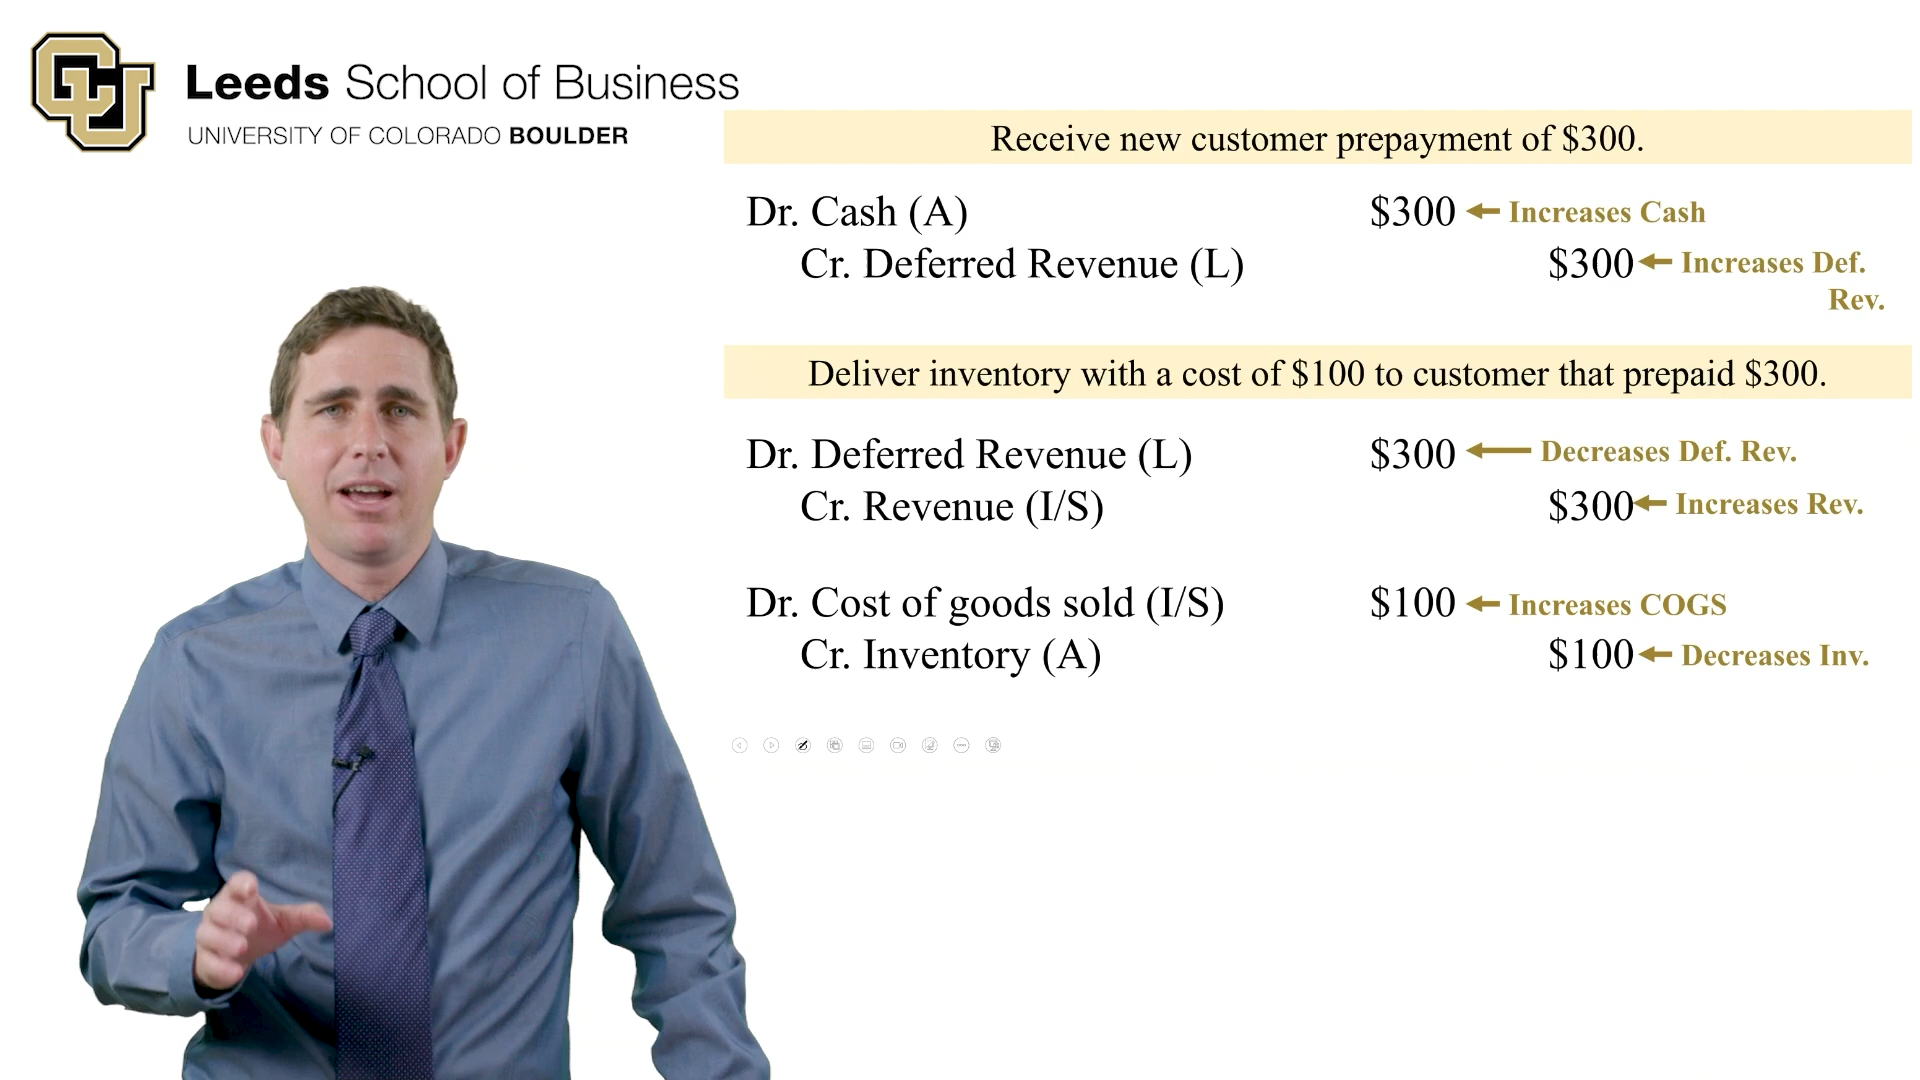 CU
Leeds School of Business
UNIVERSITY OF COLORADO BOULDER
Receive new customer prepayment of $300.
Dr. Cash (A) $300 Increases Cash
Cr. Deferred Revenue (L) $300 Increases Def.
Rev.
Deliver inventory with a cost of $100 to customer that prepaid $300.
Dr. Deferred Revenue (L) $300 Decreases Def. Rev.
Cr. Revenue (I/S) $300 Increases Rev.
Dr. Cost of goods sold (I/S) $100 Increases COGS
Cr. Inventory (A) $100 Decreases Inv.